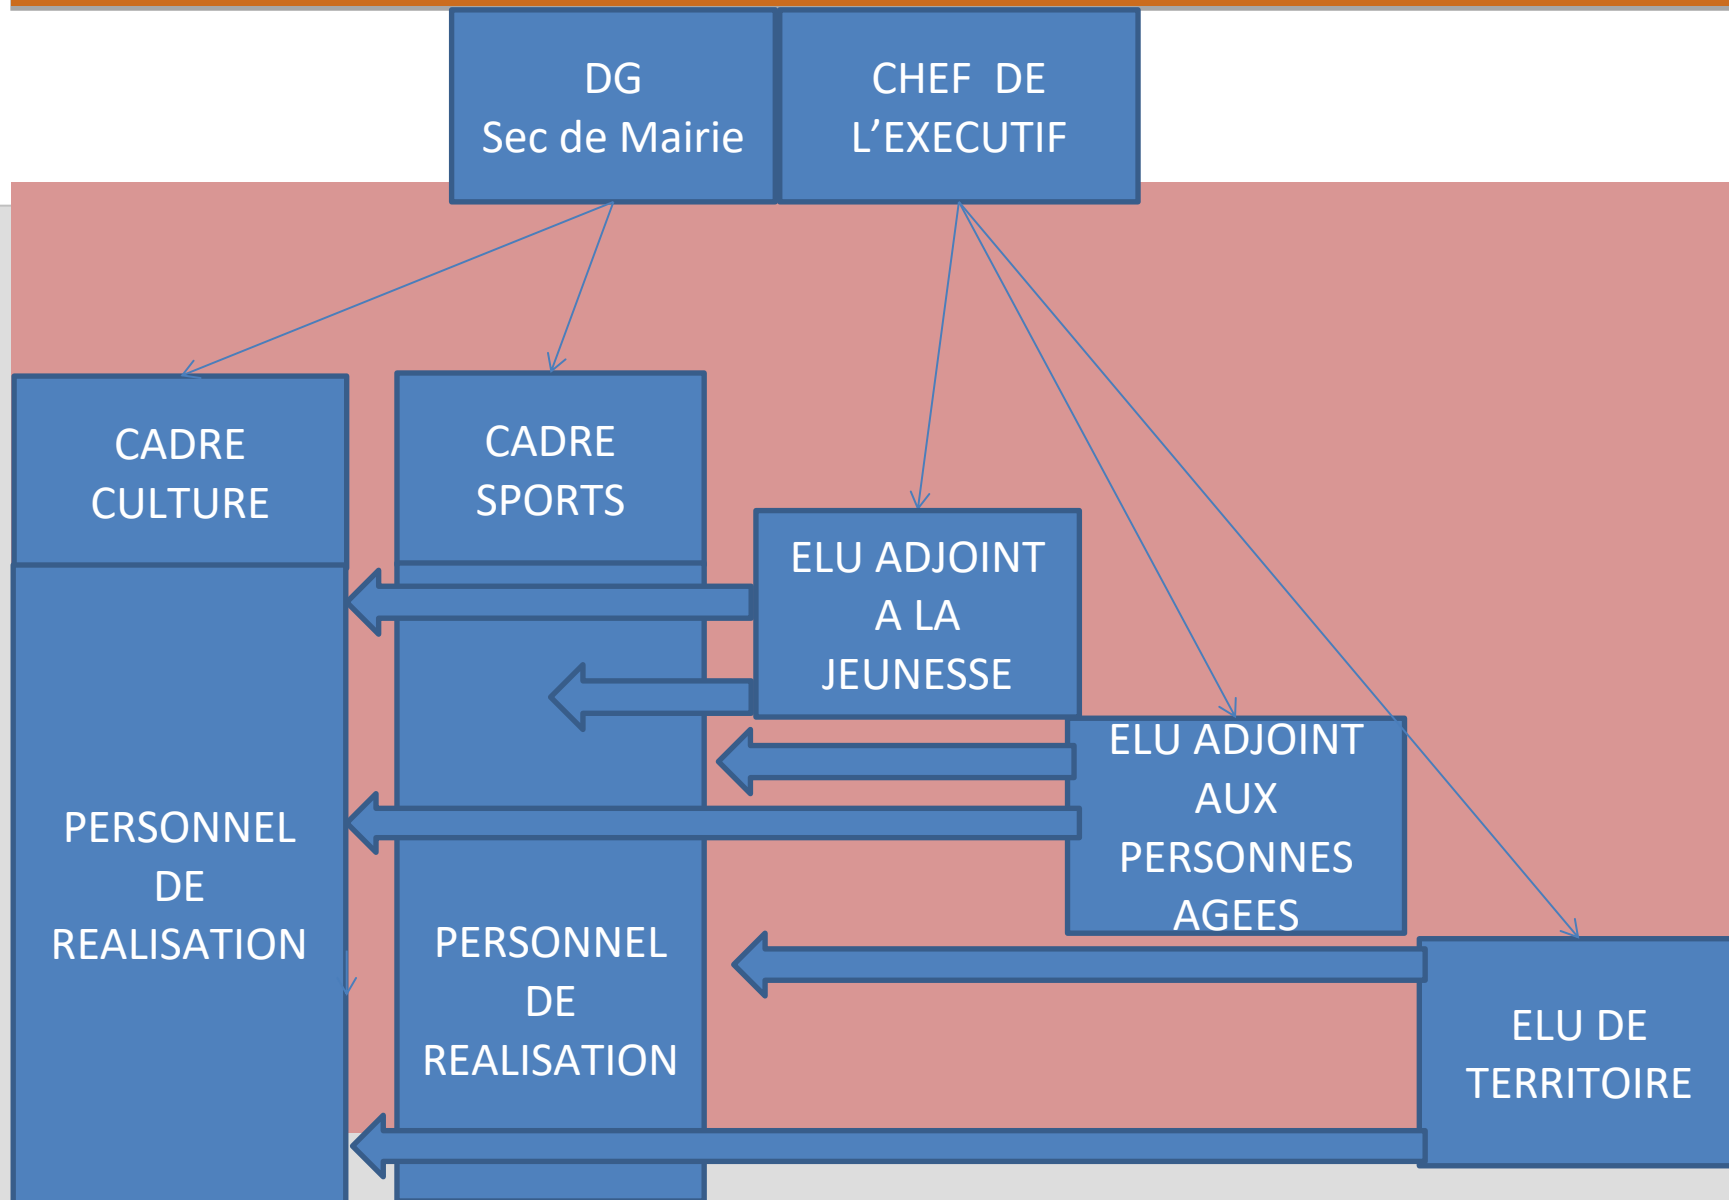 DG
Sec de Mairie
CHEF DE
L’EXECUTIF
CADRE
CULTURE
CADRE
SPORTS
ELU ADJOINT
A LA
JEUNESSE
ELU ADJOINT
AUX
PERSONNES
AGEES
PERSONNEL
DE
REALISATION
PERSONNEL
DE
REALISATION
ELU DE
TERRITOIRE